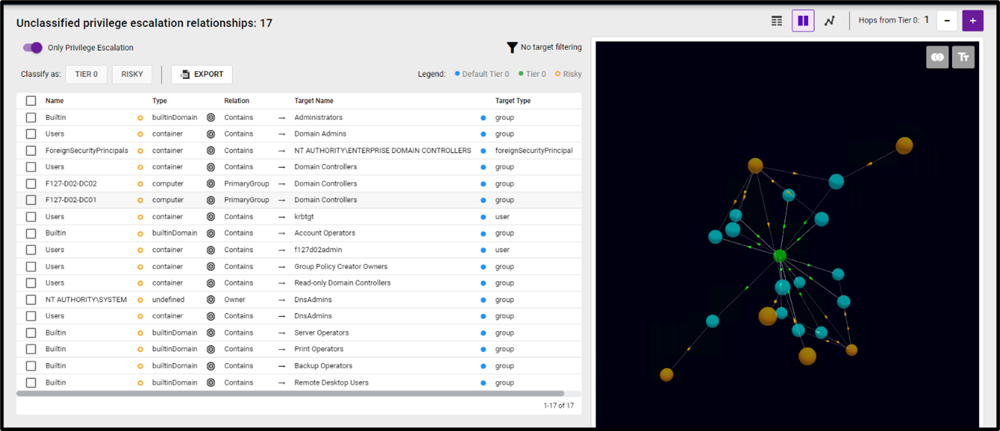 Unclassified privilege escalation relationships: 17
Hops from Tier 0: 1 - +
Only Privilege Escalation
No target filtering
Classify as: TIER 0 RISKY EXPORT Legend: Default Tier 0 Tier 0 Risky
Tт
Name Type Relation Target Name Target Type
Builtin builtinDomain Contains → Administrators group
Users container Contains → Domain Admins group
ForeignSecurityPrincipals container Contains → NT AUTHORITY\ENTERPRISE DOMAIN CONTROLLERS foreignSecurityPrincipal
Users container Contains → Domain Controllers group
F127-D02-DC02 computer PrimaryGroup → Domain Controllers group
F127-D02-DC01 computer PrimaryGroup → Domain Controllers group
Users container Contains → krbtgt user
Builtin builtinDomain Contains → Account Operators group
Users container Contains → f127d02admin user
Users container Contains → Group Policy Creator Owners group
Users container Contains → Read-only Domain Controllers group
NT AUTHORITY\SYSTEM undefined Owner → DnsAdmins group
Users container Contains → DnsAdmins group
Builtin builtinDomain Contains → Server Operators group
Builtin builtinDomain Contains → Print Operators group
Builtin builtinDomain Contains → Backup Operators group
Builtin builtinDomain Contains → Remote Desktop Users group
1-17 of 17